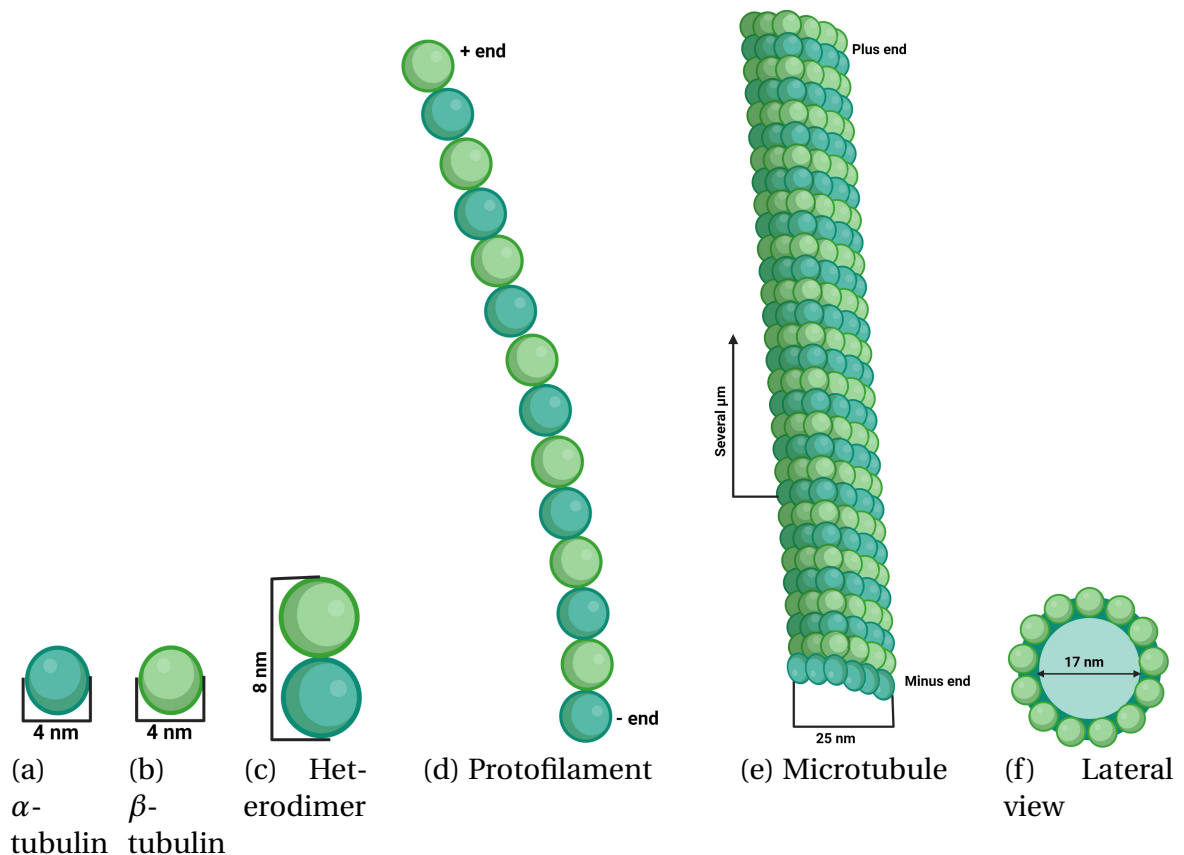 + end
Plus end
Several µm
8 nm
17 nm
Minus end
- end
4 nm
4 nm
25 nm
(a)
α-
tubulin
(b)
β-
tubulin
(c) Het-
erodimer
(d) Protofilament
(e) Microtubule
(f) Lateral
view